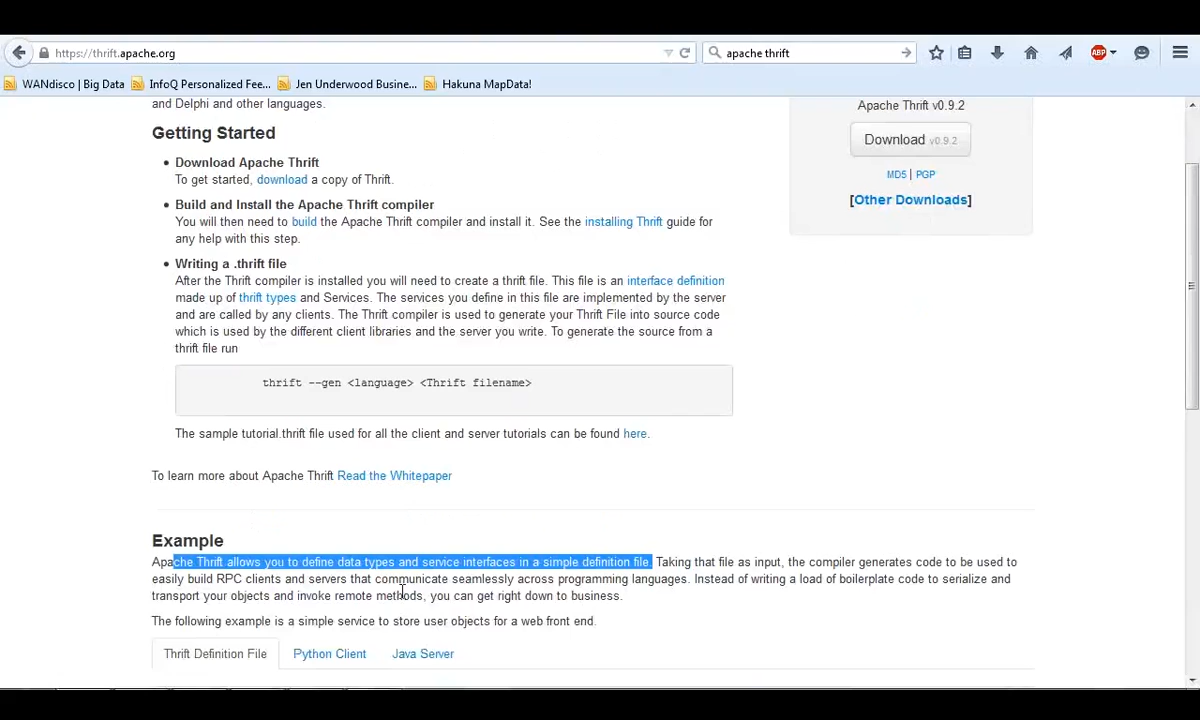 https://thrift.apache.org
apache thrift
ABP
WANdisco | Big Data
InfoQ Personalized Fee...
Jen Underwood Busine...
Hakuna MapData!
and Delphi and other languages.
Getting Started
• Download Apache Thrift
To get started, download a copy of Thrift.
• Build and Install the Apache Thrift compiler
You will then need to build the Apache Thrift compiler and install it. See the installing Thrift guide for
any help with this step.
• Writing a .thrift file
After the Thrift compiler is installed you will need to create a thrift file. This file is an interface definition
made up of thrift types and Services. The services you define in this file are implemented by the server
and are called by any clients. The Thrift compiler is used to generate your Thrift File into source code
which is used by the different client libraries and the server you write. To generate the source from a
thrift file run
thrift --gen <language> <Thrift filename>
The sample tutorial.thrift file used for all the client and server tutorials can be found here.
To learn more about Apache Thrift Read the Whitepaper
Apache Thrift v0.9.2
Download v0.9.2
MD5 | PGP
[Other Downloads]
Example
Apache Thrift allows you to define data types and service interfaces in a simple definition file. Taking that file as input, the compiler generates code to be used to
easily build RPC clients and servers that communicate seamlessly across programming languages. Instead of writing a load of boilerplate code to serialize and
transport your objects and invoke remote methods, you can get right down to business.
The following example is a simple service to store user objects for a web front end.
Thrift Definition File
Python Client
Java Server